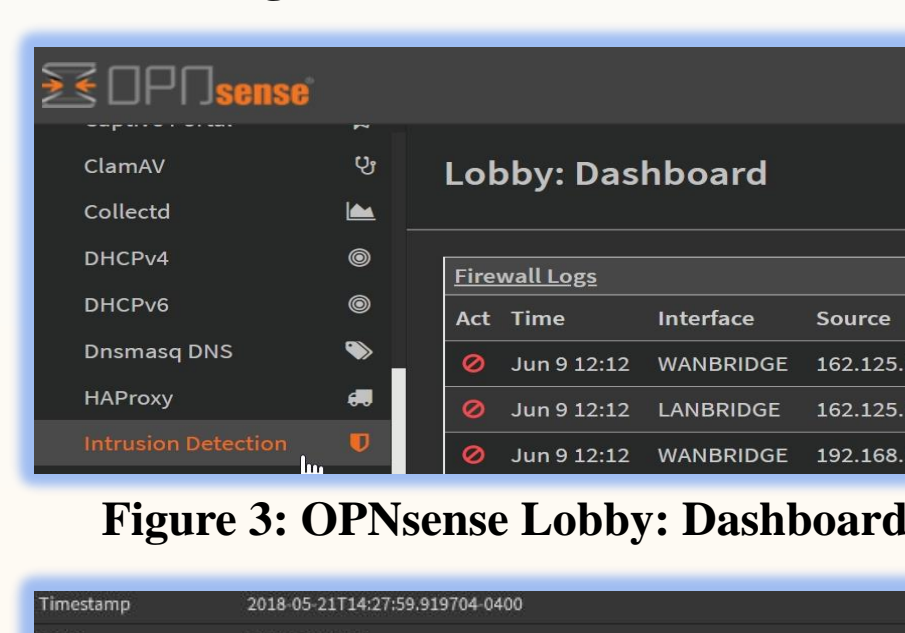 OPNsense
ClamAV
Collectd
DHCPv4
DHCPv6
Dnsmasq DNS
HAProxy
Intrusion Detection
Lobby: Dashboard
Firewall Logs
Act Time Interface Source
Jun 9 12:12 WANBRIDGE 162.125.
Jun 9 12:12 LANBRIDGE 162.125.
Jun 9 12:12 WANBRIDGE 192.168.
Figure 3: OPNsense Lobby: Dashboard
Timestamp 2018-05-21T14:27:59.919704-0400